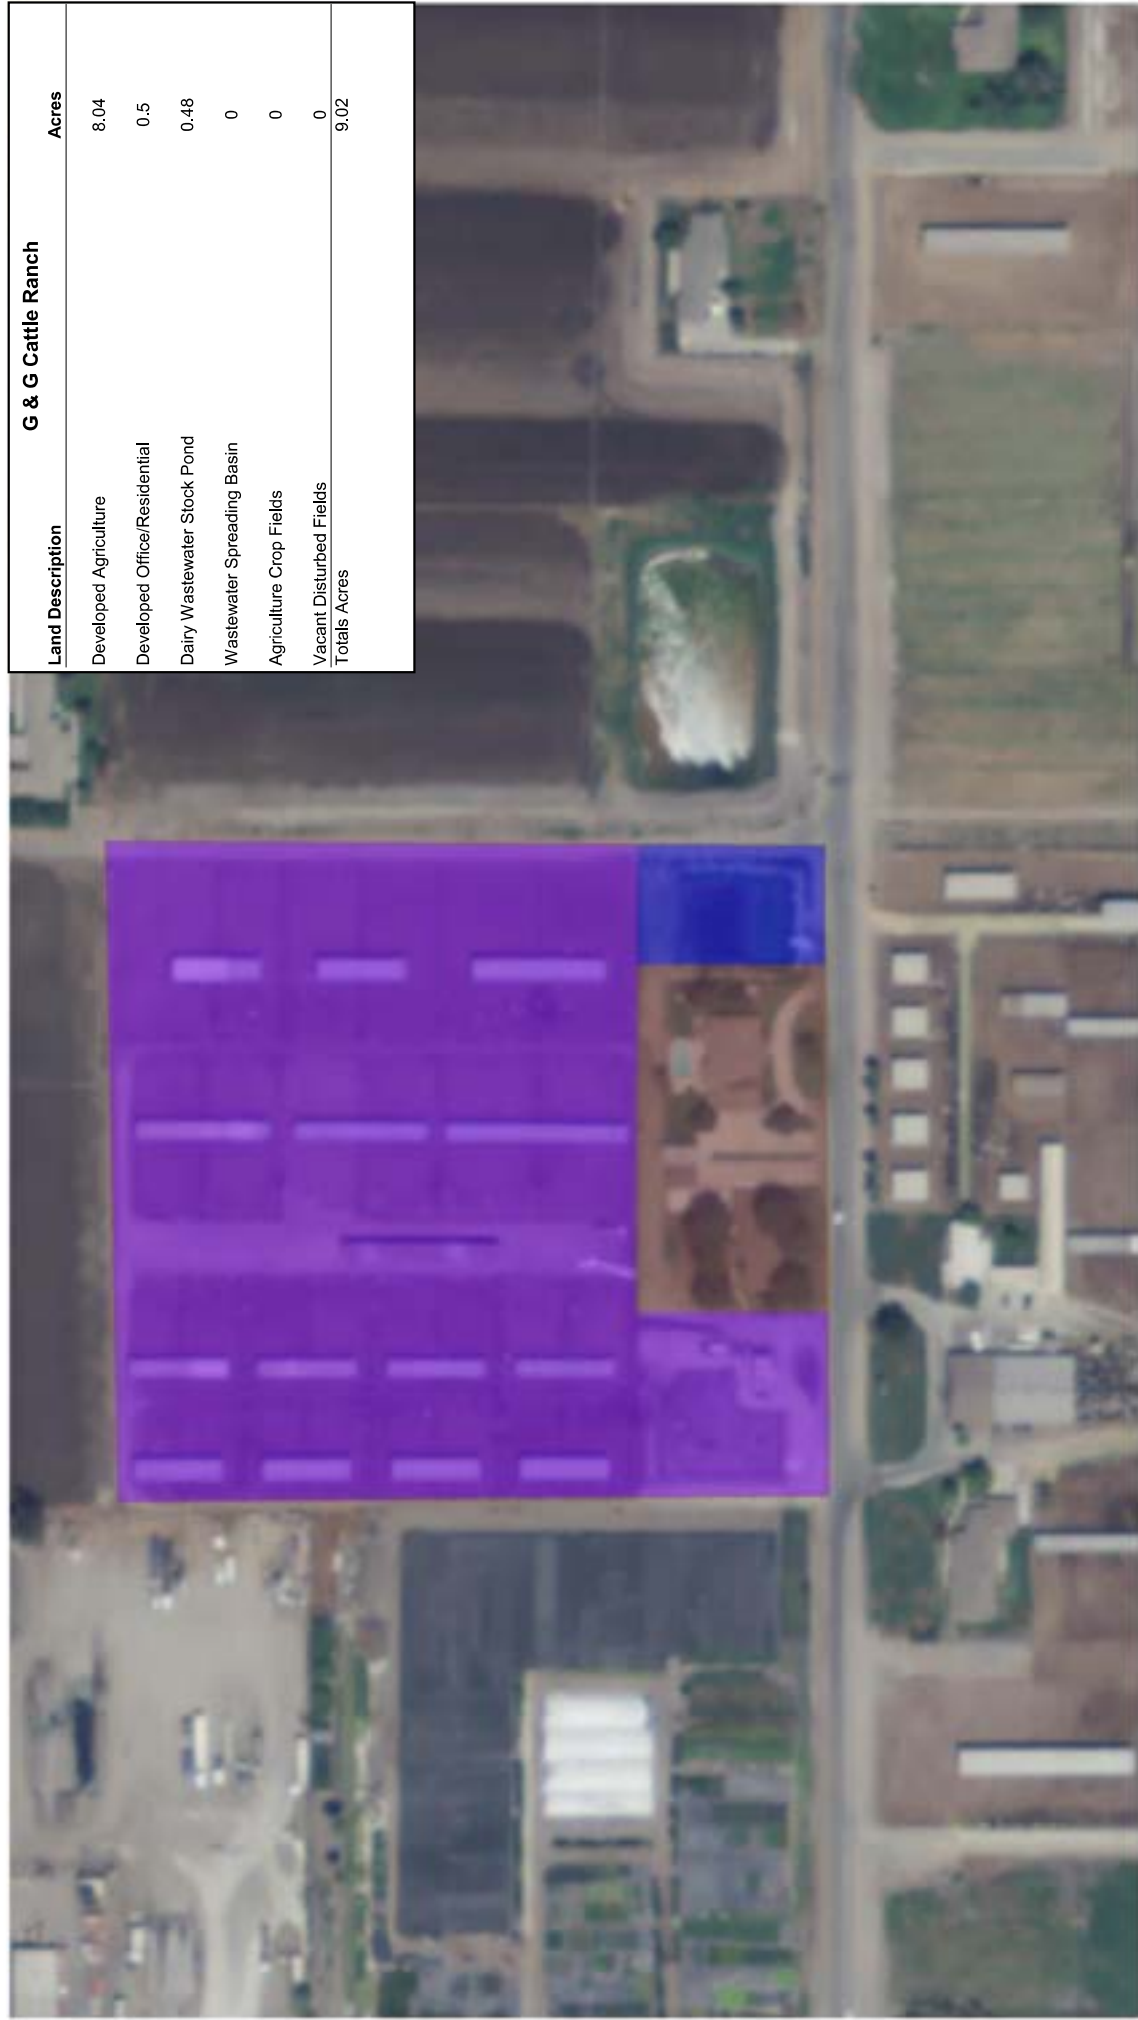 G & G Cattle Ranch
Land Description Acres
Developed Agriculture 8.04
Developed Office/Residential 0.5
Dairy Wastewater Stock Pond 0.48
Wastewater Spreading Basin 0
Agriculture Crop Fields 0
Vacant Disturbed Fields 0
Totals Acres 9.02